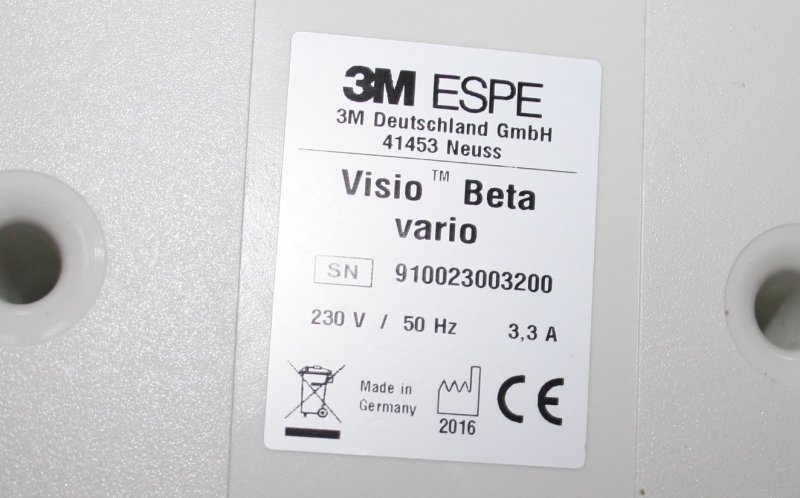 3M ESPE
3M Deutschland GmbH
41453 Neuss
Visio™ Beta
vario
SN 910023003200
230 V / 50 Hz 3,3 A
Made in
Germany
2016
CE